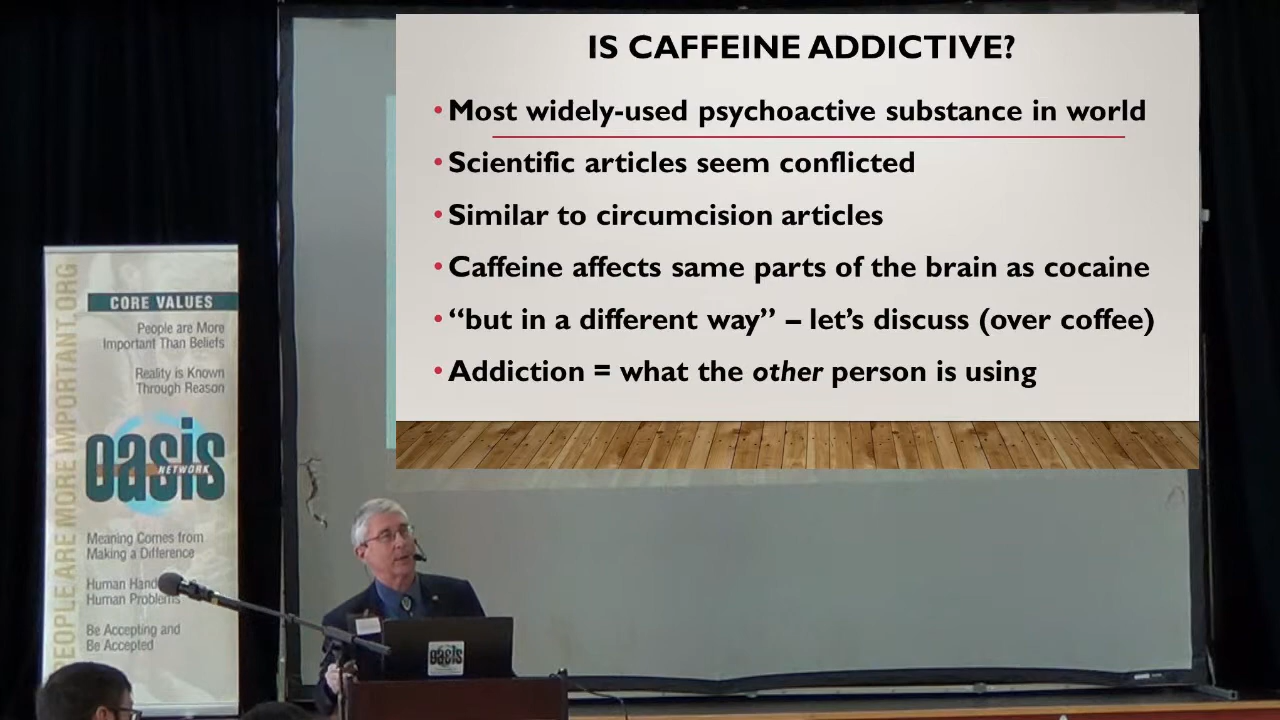 IS CAFFEINE ADDICTIVE?
• Most widely-used psychoactive substance in world
• Scientific articles seem conflicted
• Similar to circumcision articles
• Caffeine affects same parts of the brain as cocaine
• “but in a different way” – let’s discuss (over coffee)
• Addiction = what the other person is using
PEOPLE ARE MORE IMPORTANT.ORG
CORE VALUES
People are More
Important Than Beliefs
Reality is Known
Through Reason
oasis
NETWORK
Meaning Comes from
Making a Difference
Human
Human Problems
Be Accepting and
Be Accepted
oasis